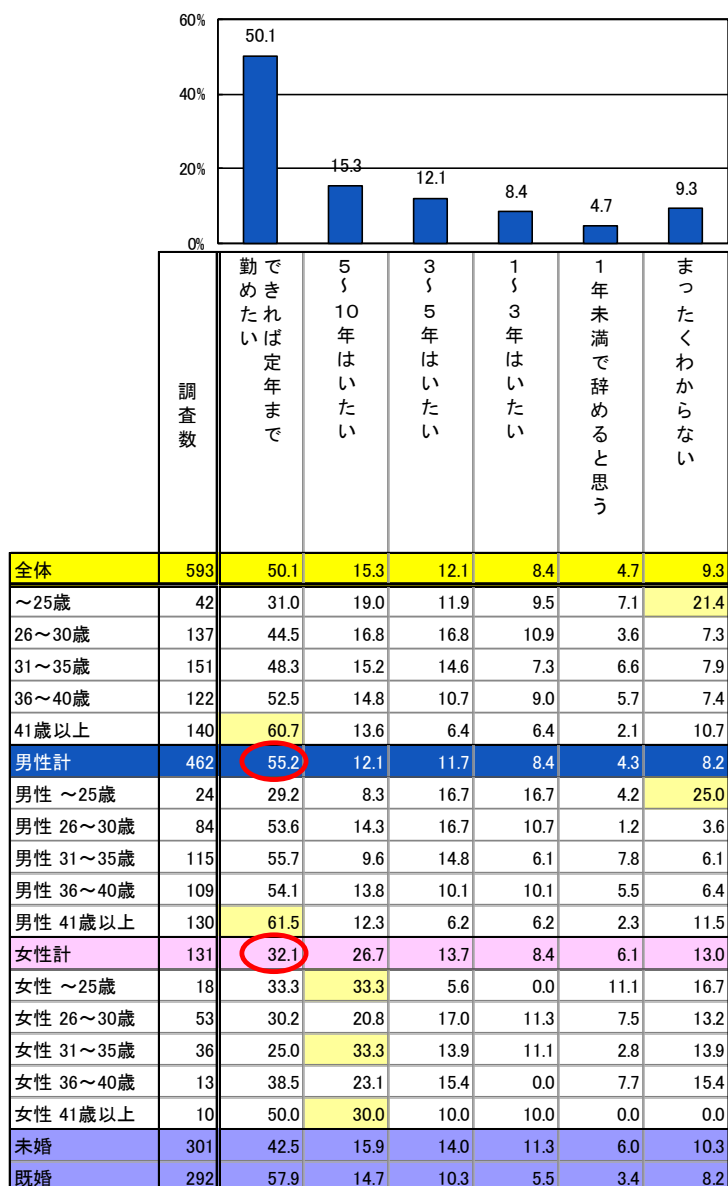 60%
40%
20%
0%
50.1
15.3
12.1
8.4
4.7
9.3
調査数
できれば定年まで
勤めたい
5～10年はいたい
3～5年はいたい
1～3年はいたい
1年未満で辞めると思う
まったくわからない
全体 593 50.1 15.3 12.1 8.4 4.7 9.3
～25歳 42 31.0 19.0 11.9 9.5 7.1 21.4
26～30歳 137 44.5 16.8 16.8 10.9 3.6 7.3
31～35歳 151 48.3 15.2 14.6 7.3 6.6 7.9
36～40歳 122 52.5 14.8 10.7 9.0 5.7 7.4
41歳以上 140 60.7 13.6 6.4 6.4 2.1 10.7
男性計 462 55.2 12.1 11.7 8.4 4.3 8.2
男性 ～25歳 24 29.2 8.3 16.7 16.7 4.2 25.0
男性 26～30歳 84 53.6 14.3 16.7 10.7 1.2 3.6
男性 31～35歳 115 55.7 9.6 14.8 6.1 7.8 6.1
男性 36～40歳 109 54.1 13.8 10.1 10.1 5.5 6.4
男性 41歳以上 130 61.5 12.3 6.2 6.2 2.3 11.5
女性計 131 32.1 26.7 13.7 8.4 6.1 13.0
女性 ～25歳 18 33.3 33.3 5.6 0.0 11.1 16.7
女性 26～30歳 53 30.2 20.8 17.0 11.3 7.5 13.2
女性 31～35歳 36 25.0 33.3 13.9 11.1 2.8 13.9
女性 36～40歳 13 38.5 23.1 15.4 0.0 7.7 15.4
女性 41歳以上 10 50.0 30.0 10.0 10.0 0.0 0.0
未婚 301 42.5 15.9 14.0 11.3 6.0 10.3
既婚 292 57.9 14.7 10.3 5.5 3.4 8.2